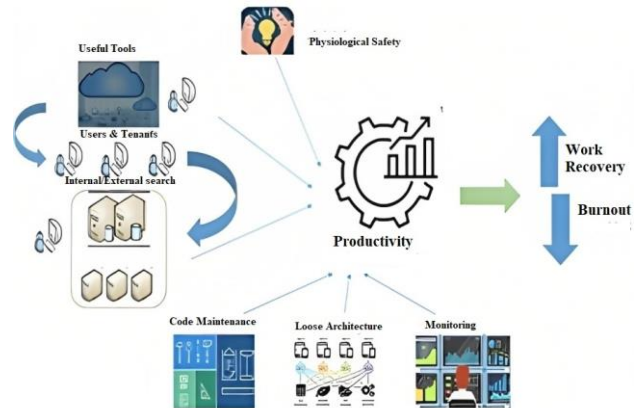 Physiological Safety
Useful Tools
Users & Tenants
Internal/External search
Productivity
Work
Recovery
Burnout
Code Maintenance
Loose Architecture
Monitoring